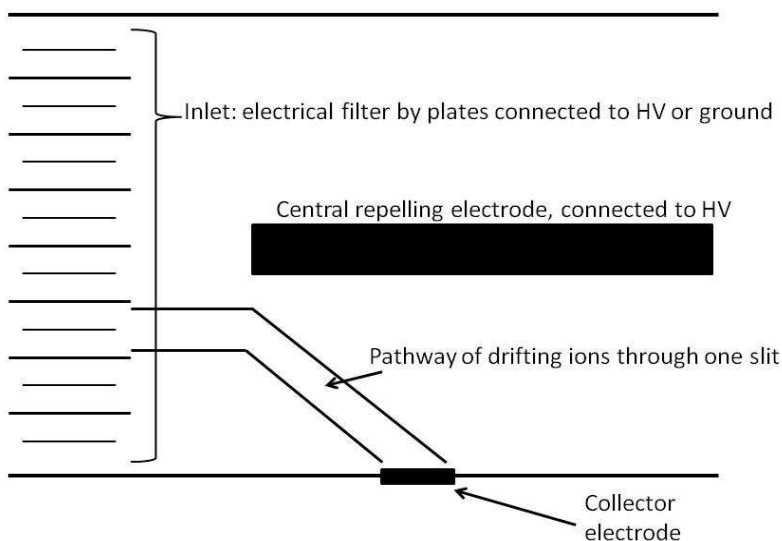 Inlet: electrical filter by plates connected to HV or ground
Central repelling electrode, connected to HV
Pathway of drifting ions through one slit
Collector
electrode